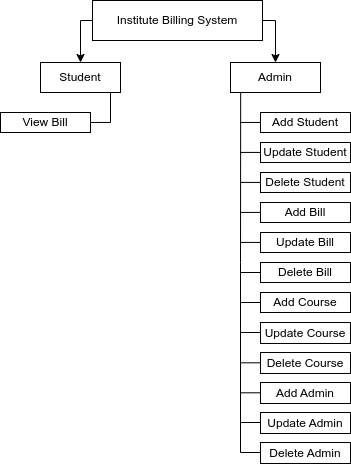 Institute Billing System
Student
Admin
View Bill
Add Student
Update Student
Delete Student
Add Bill
Update Bill
Delete Bill
Add Course
Update Course
Delete Course
Add Admin
Update Admin
Delete Admin